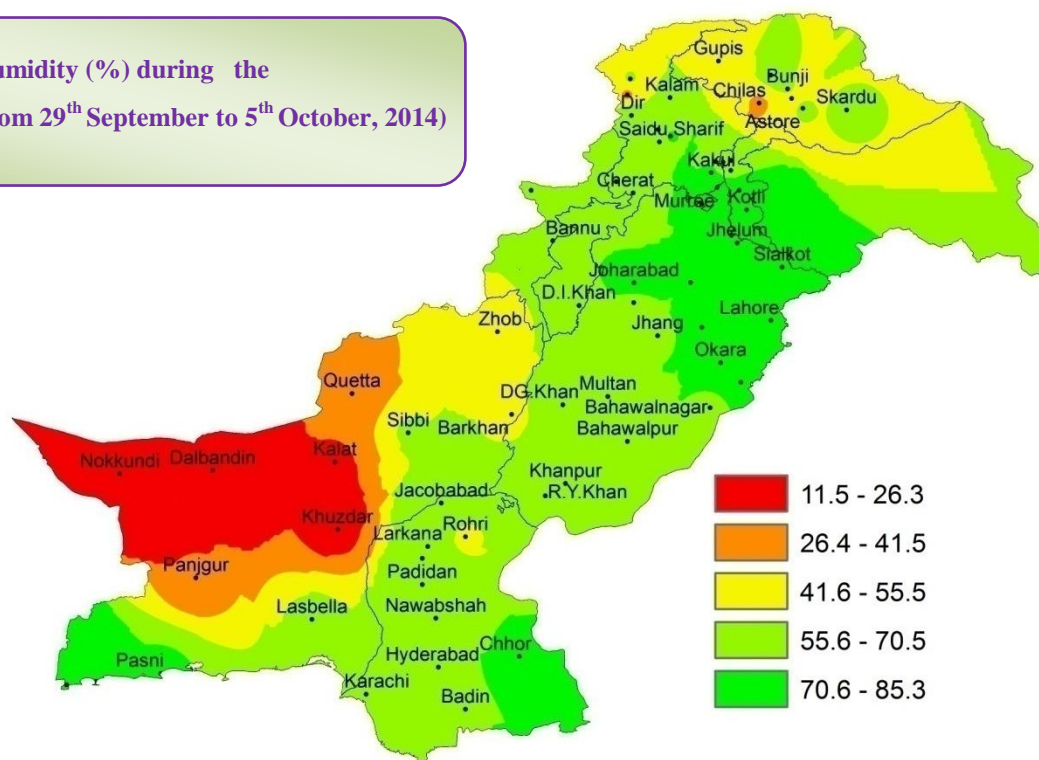 umidity (%) during the
om 29th September to 5th October, 2014)
Gupis
Bunji
Kalam
Chilas
Skardu
Dir
Astore
Saidu Sharif
Kakul
Cherat
Murree
Kotli
Bannu
Jhelum
Sialkot
Joharabad
D.I.Khan
Lahore
Zhob
Jhang
Okara
Quetta
DG.Khan
Multan
Bahawalnagar
Sibbi
Barkhan
Bahawalpur
Nokkundi
Dalbandin
Kalat
Khanpur
R.Y.Khan
Jacobabad
11.5 - 26.3
Khuzdar
Larkana
Rohri
26.4 - 41.5
Panjgur
Padidan
41.6 - 55.5
Lasbella
Nawabshah
55.6 - 70.5
Chhor
Pasni
Hyderabad
Karachi
70.6 - 85.3
Badin